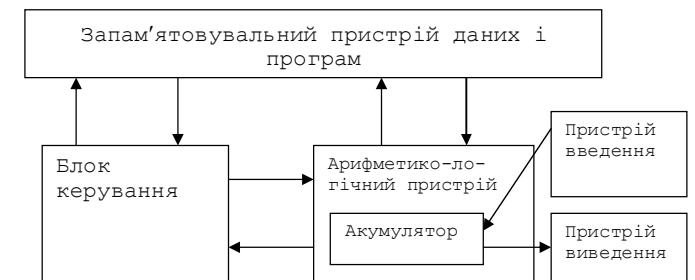 Запам'ятовувальний пристрій даних і
програм
Блок
керування
Арифметико-ло-
гічний пристрій
Акумулятор
Пристрій
введення
Пристрій
виведення